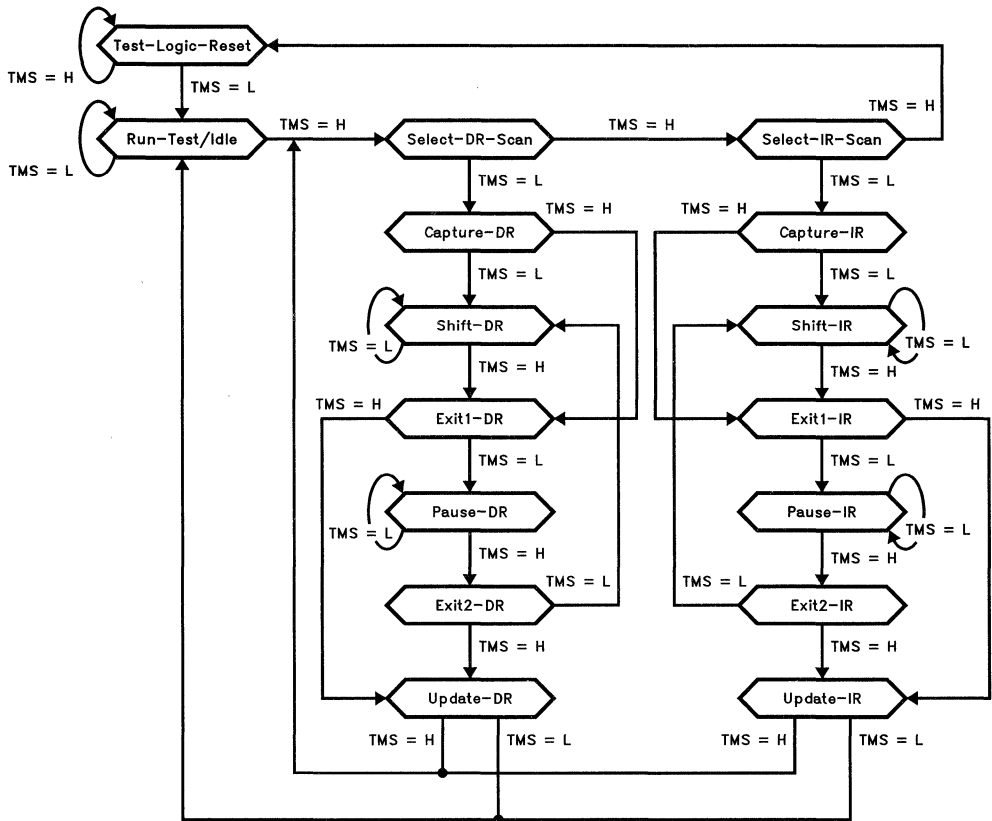 Test-Logic-Reset
TMS = H
TMS = L
TMS = H
Run-Test/Idle
TMS = H
Select-DR-Scan
TMS = H
Select-IR-Scan
TMS = L
TMS = L
TMS = L
TMS = H
TMS = H
Capture-DR
Capture-IR
TMS = L
TMS = L
Shift-DR
Shift-IR
TMS = L
TMS = L
TMS = H
TMS = H
TMS = H
Exit1-DR
Exit1-IR
TMS = H
TMS = L
TMS = L
Pause-DR
Pause-IR
TMS = L
TMS = L
TMS = H
TMS = H
TMS = L
TMS = L
Exit2-DR
Exit2-IR
TMS = H
TMS = H
Update-DR
Update-IR
TMS = H
TMS = L
TMS = H
TMS = L